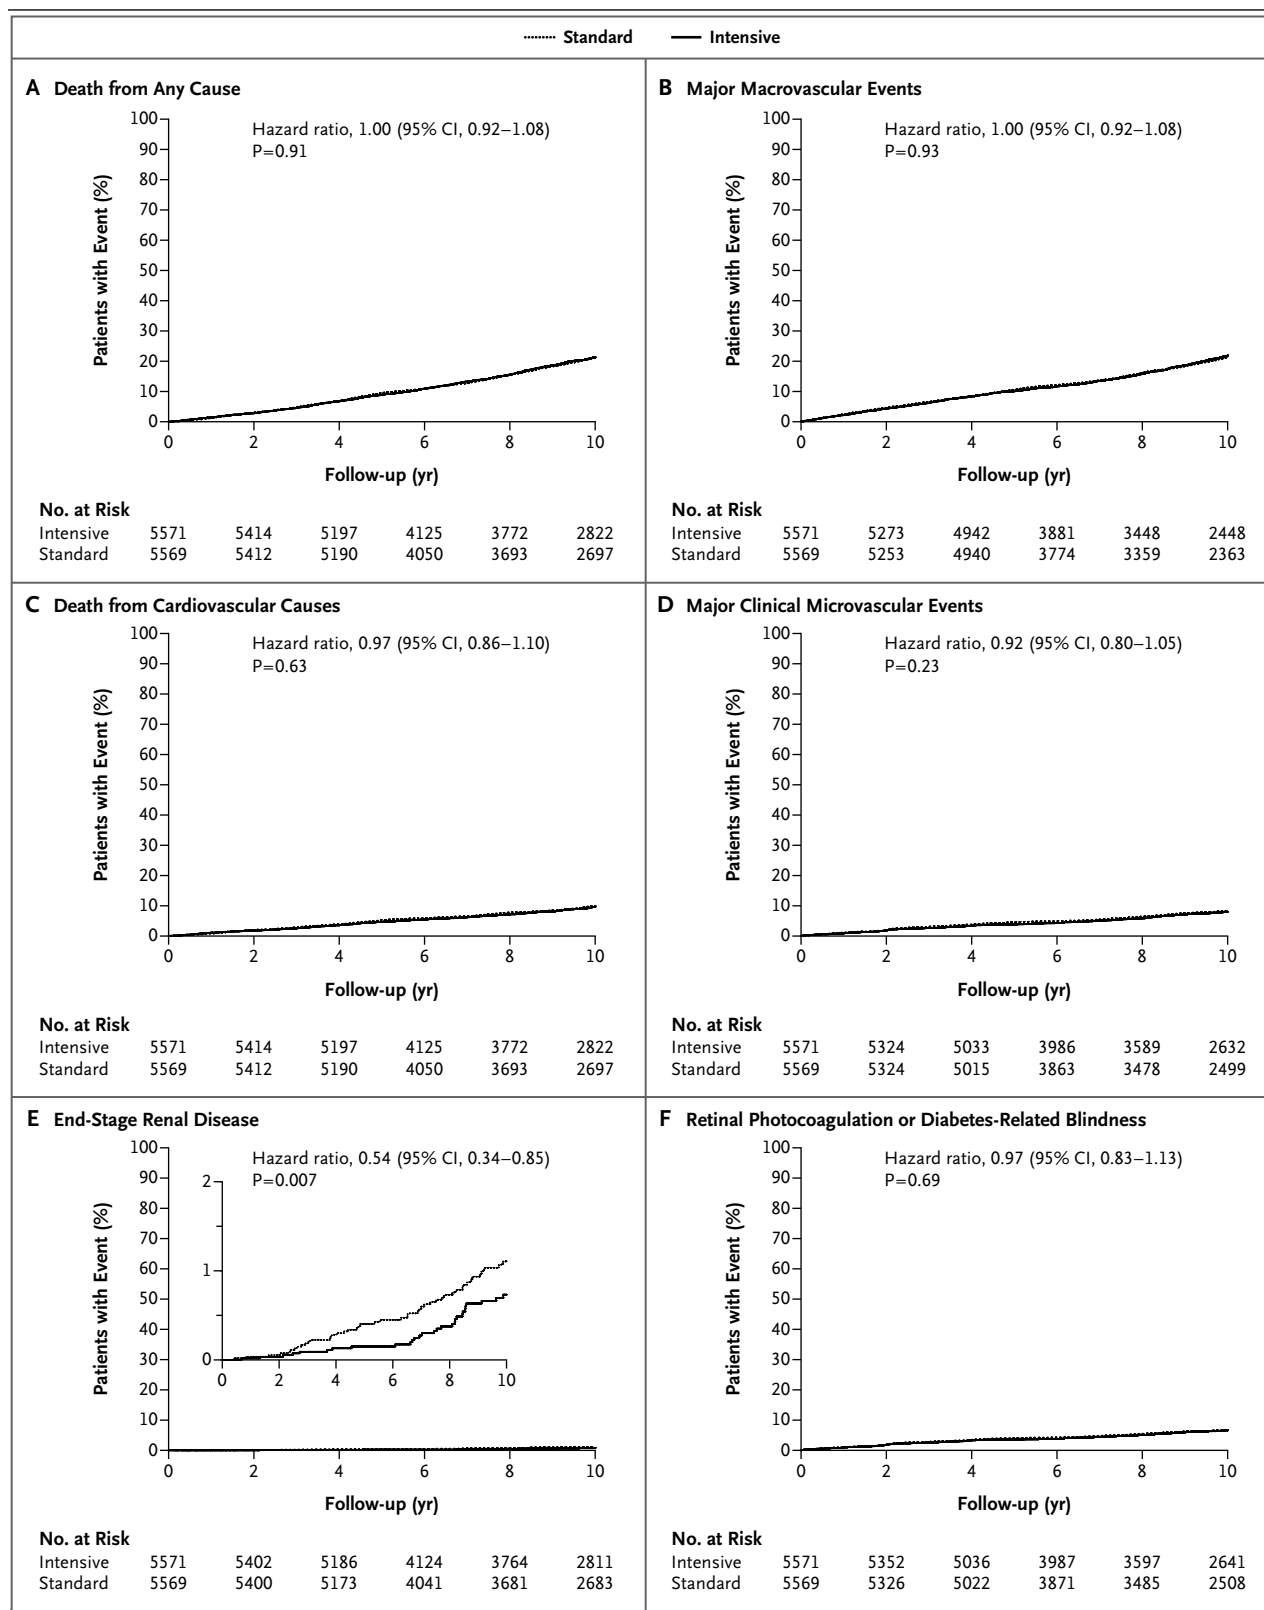 Standard Intensive
A Death from Any Cause
Hazard ratio, 1.00 (95% CI, 0.92–1.08)
P=0.91
Patients with Event (%)
100
90
80
70
60
50
40
30
20
10
0
0 2 4 6 8 10
Follow-up (yr)
No. at Risk
Intensive 5571 5414 5197 4125 3772 2822
Standard 5569 5412 5190 4050 3693 2697
B Major Macrovascular Events
Hazard ratio, 1.00 (95% CI, 0.92–1.08)
P=0.93
Patients with Event (%)
100
90
80
70
60
50
40
30
20
10
0
0 2 4 6 8 10
Follow-up (yr)
No. at Risk
Intensive 5571 5273 4942 3881 3448 2448
Standard 5569 5253 4940 3774 3359 2363
C Death from Cardiovascular Causes
Hazard ratio, 0.97 (95% CI, 0.86–1.10)
P=0.63
Patients with Event (%)
100
90
80
70
60
50
40
30
20
10
0
0 2 4 6 8 10
Follow-up (yr)
No. at Risk
Intensive 5571 5414 5197 4125 3772 2822
Standard 5569 5412 5190 4050 3693 2697
D Major Clinical Microvascular Events
Hazard ratio, 0.92 (95% CI, 0.80–1.05)
P=0.23
Patients with Event (%)
100
90
80
70
60
50
40
30
20
10
0
0 2 4 6 8 10
Follow-up (yr)
No. at Risk
Intensive 5571 5324 5033 3986 3589 2632
Standard 5569 5324 5015 3863 3478 2499
E End-Stage Renal Disease
Hazard ratio, 0.54 (95% CI, 0.34–0.85)
P=0.007
Patients with Event (%)
100
90
80
70
60
50
40
30
20
10
0
2
1
0
0 2 4 6 8 10
0 2 4 6 8 10
Follow-up (yr)
No. at Risk
Intensive 5571 5402 5186 4124 3764 2811
Standard 5569 5400 5173 4041 3681 2683
F Retinal Photocoagulation or Diabetes-Related Blindness
Hazard ratio, 0.97 (95% CI, 0.83–1.13)
P=0.69
Patients with Event (%)
100
90
80
70
60
50
40
30
20
10
0
0 2 4 6 8 10
Follow-up (yr)
No. at Risk
Intensive 5571 5352 5036 3987 3597 2641
Standard 5569 5326 5022 3871 3485 2508